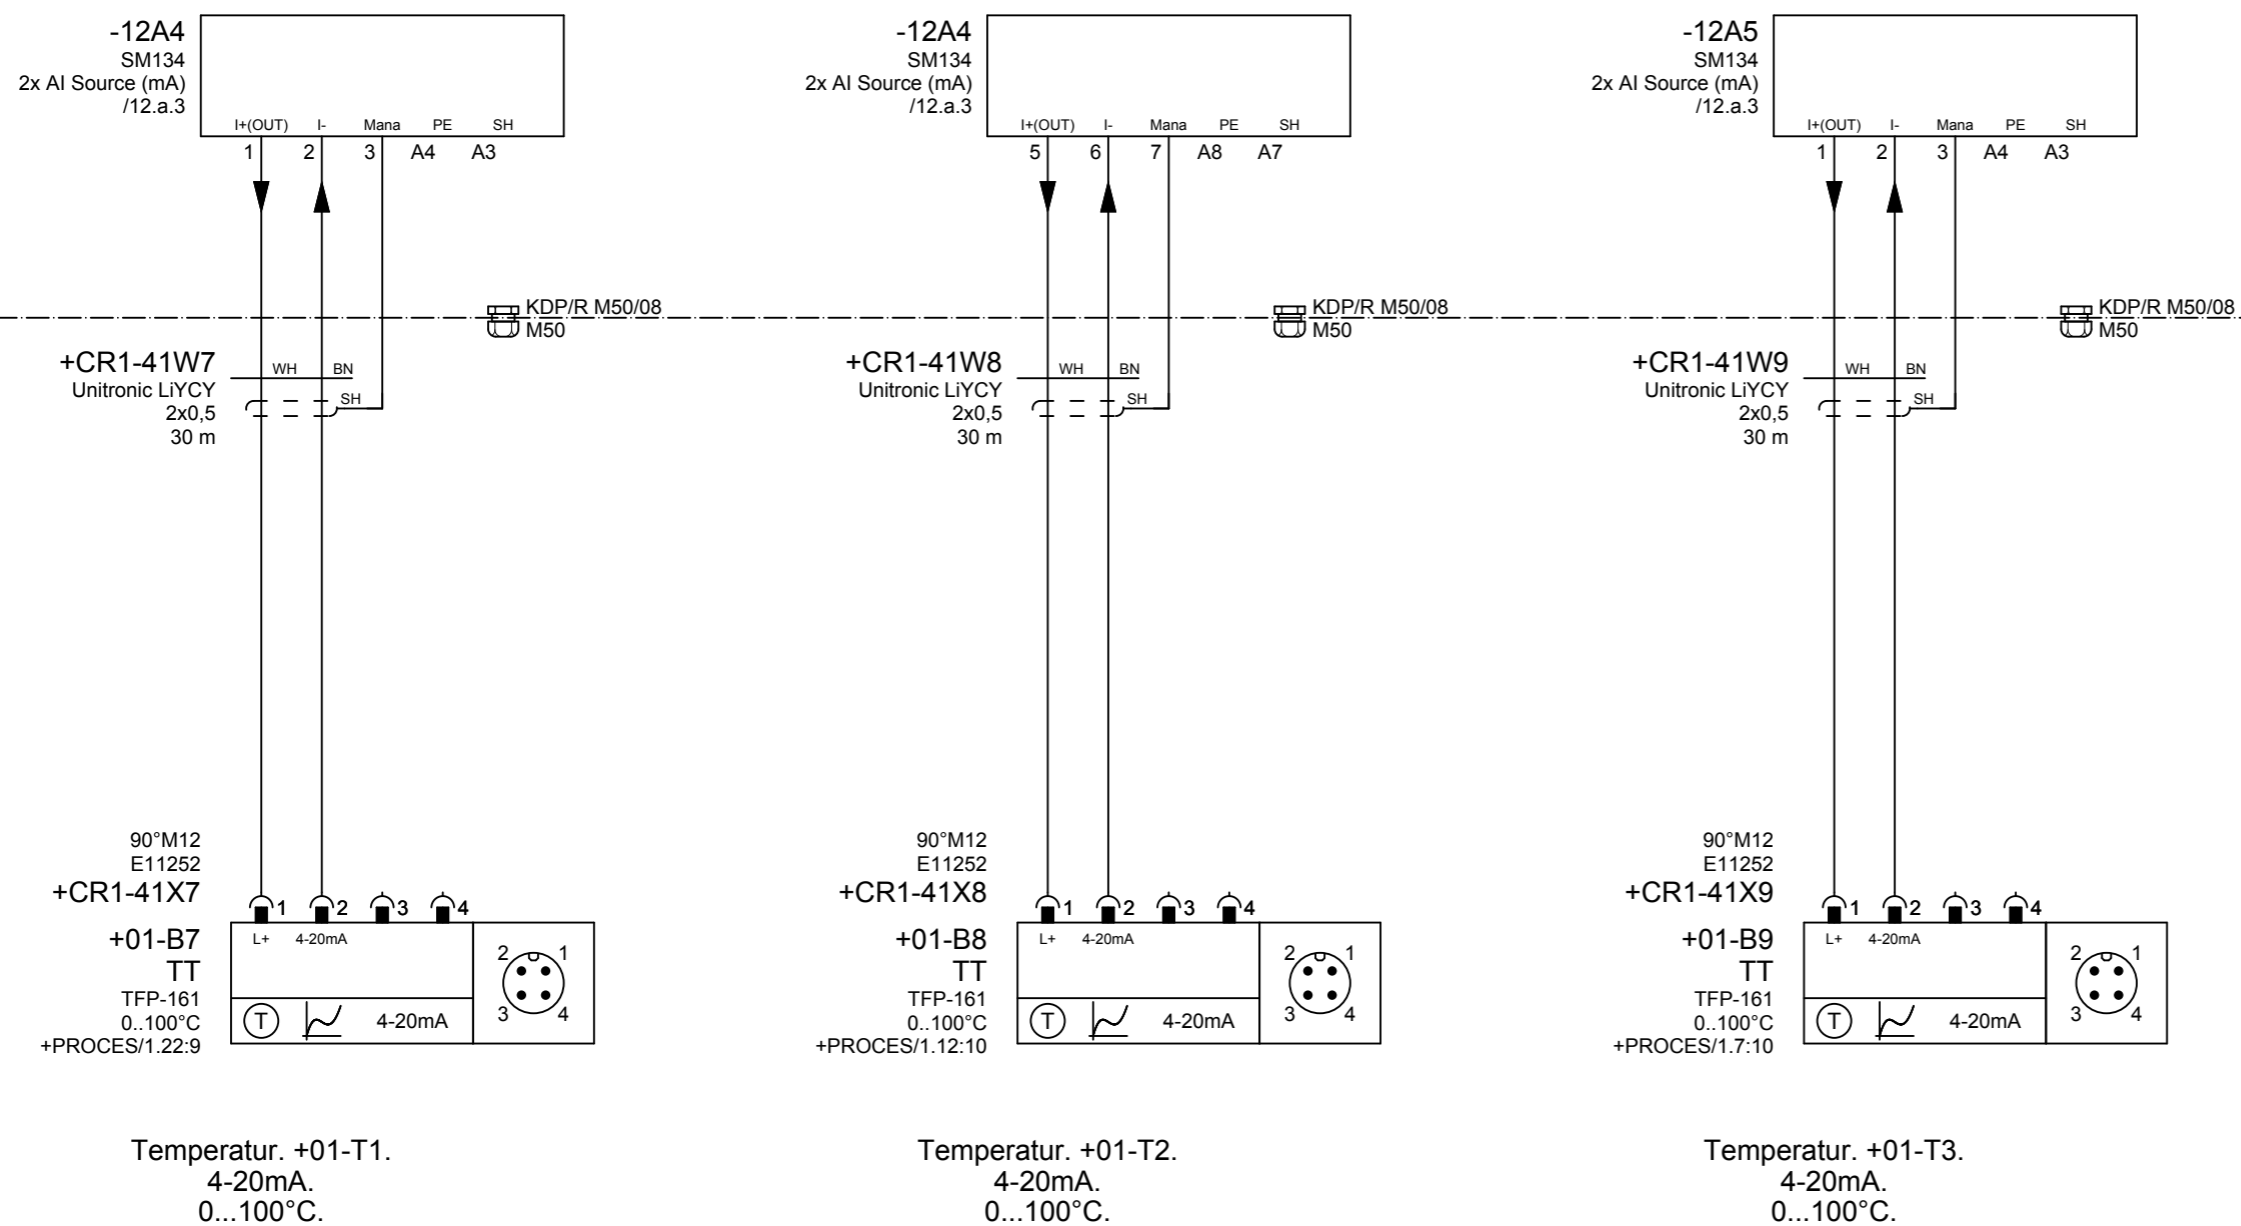 -12A4
SM134
2x AI Source (mA)
/12.a.3
I+(OUT) I- Mana PE SH
1 2 3 A4 A3
-12A4
SM134
2x AI Source (mA)
/12.a.3
I+(OUT) I- Mana PE SH
5 6 7 A8 A7
-12A5
SM134
2x AI Source (mA)
/12.a.3
I+(OUT) I- Mana PE SH
1 2 3 A4 A3
KDP/R M50/08
M50
KDP/R M50/08
M50
KDP/R M50/08
M50
+CR1-41W7
Unitronic LiYCY
2x0,5
30 m
WH BN
SH
+CR1-41W8
Unitronic LiYCY
2x0,5
30 m
WH BN
SH
+CR1-41W9
Unitronic LiYCY
2x0,5
30 m
WH BN
SH
90°M12
E11252
+CR1-41X7
1 2 3 4
+01-B7
TT
TFP-161
0..100°C
+PROCES/1.22:9
L+ 4-20mA
T 4-20mA
2 1
3 4
90°M12
E11252
+CR1-41X8
1 2 3 4
+01-B8
TT
TFP-161
0..100°C
+PROCES/1.12:10
L+ 4-20mA
T 4-20mA
2 1
3 4
90°M12
E11252
+CR1-41X9
1 2 3 4
+01-B9
TT
TFP-161
0..100°C
+PROCES/1.7:10
L+ 4-20mA
T 4-20mA
2 1
3 4
Temperatur. +01-T1.
4-20mA.
0...100°C.
Temperatur. +01-T2.
4-20mA.
0...100°C.
Temperatur. +01-T3.
4-20mA.
0...100°C.